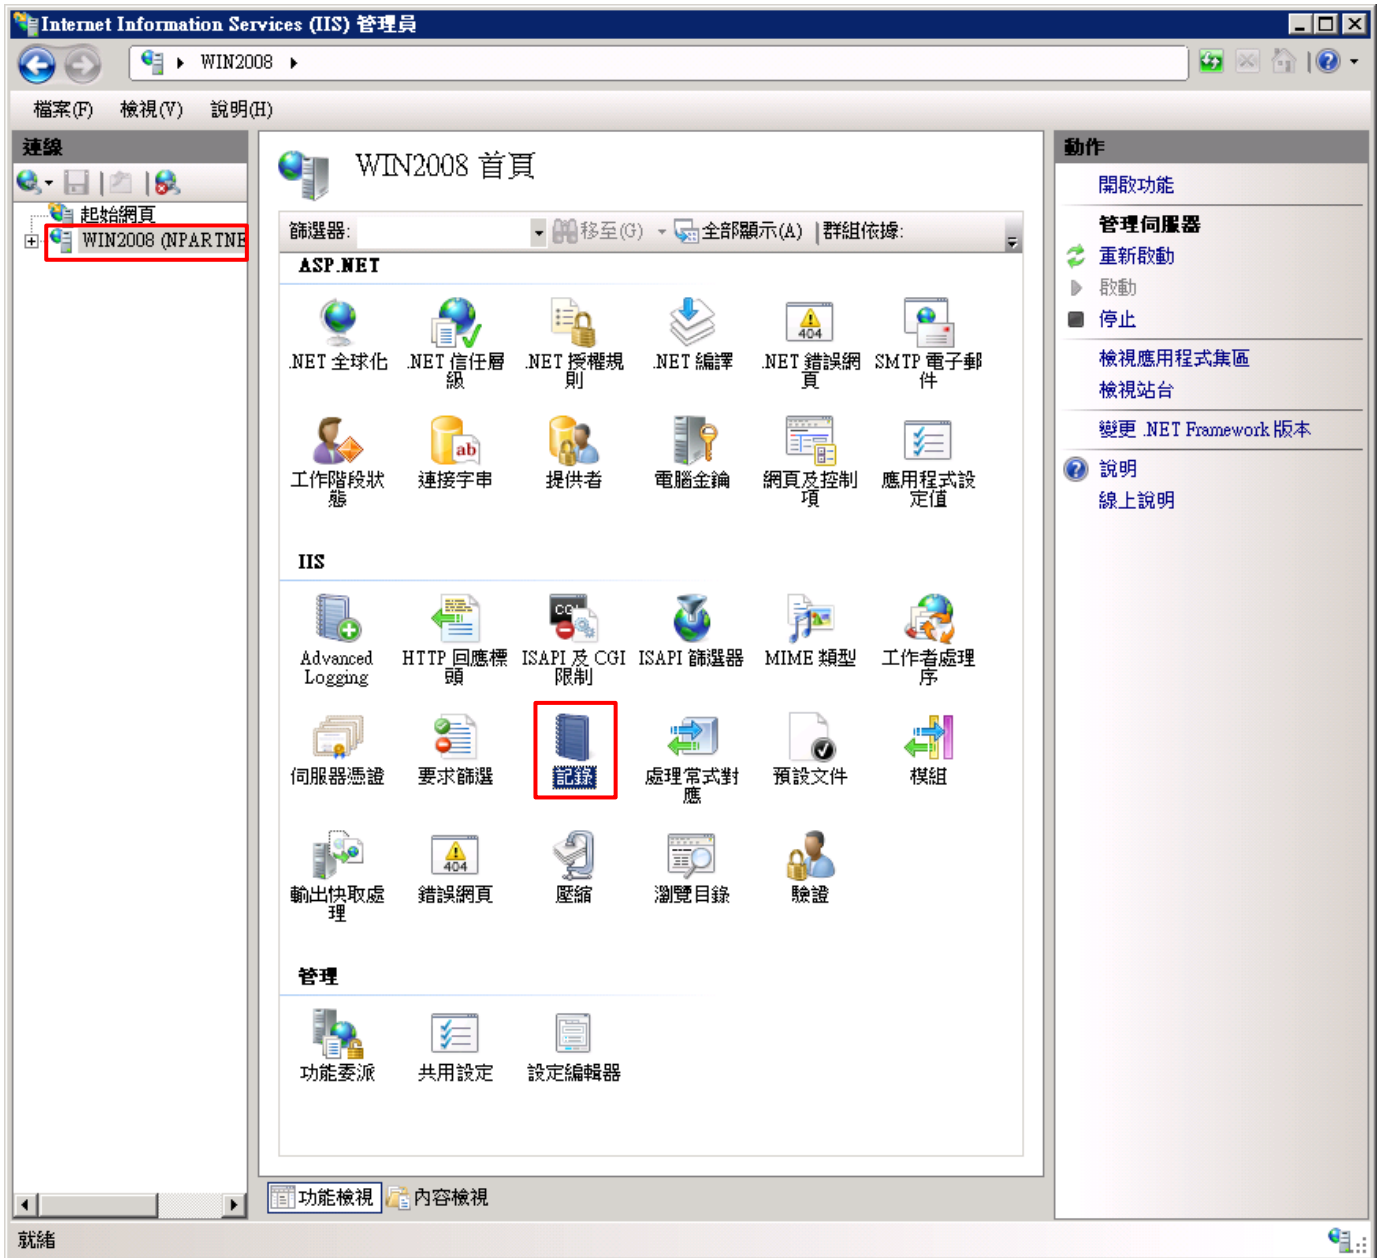 Internet Information Services (IIS) 管理員
WIN2008
檔案(F) 檢視(V) 說明(H)
連線
起始網頁
WIN2008 (NPARTNE
WIN2008 首頁
篩選器: 移至(G) 全部顯示(A) 群組依據:
ASP.NET
.NET 全球化
.NET 信任層
級
.NET 授權規
則
.NET 編譯
.NET 錯誤網
頁
SMTP 電子郵
件
工作階段狀
態
連接字串
提供者
電腦金鑰
網頁及控制
項
應用程式設
定值
IIS
Advanced
Logging
HTTP 回應標
頭
ISAPI 及 CGI
限制
ISAPI 篩選器
MIME 類型
工作者處理
序
伺服器憑證
要求篩選
記錄
處理常式對
應
預設文件
模組
輸出快取處
理
錯誤網頁
壓縮
瀏覽目錄
驗證
管理
功能委派
共用設定
設定編輯器
功能檢視 內容檢視
動作
開啟功能
管理伺服器
重新啟動
啟動
停止
檢視應用程式集區
檢視站台
變更 .NET Framework 版本
說明
線上說明
就緒